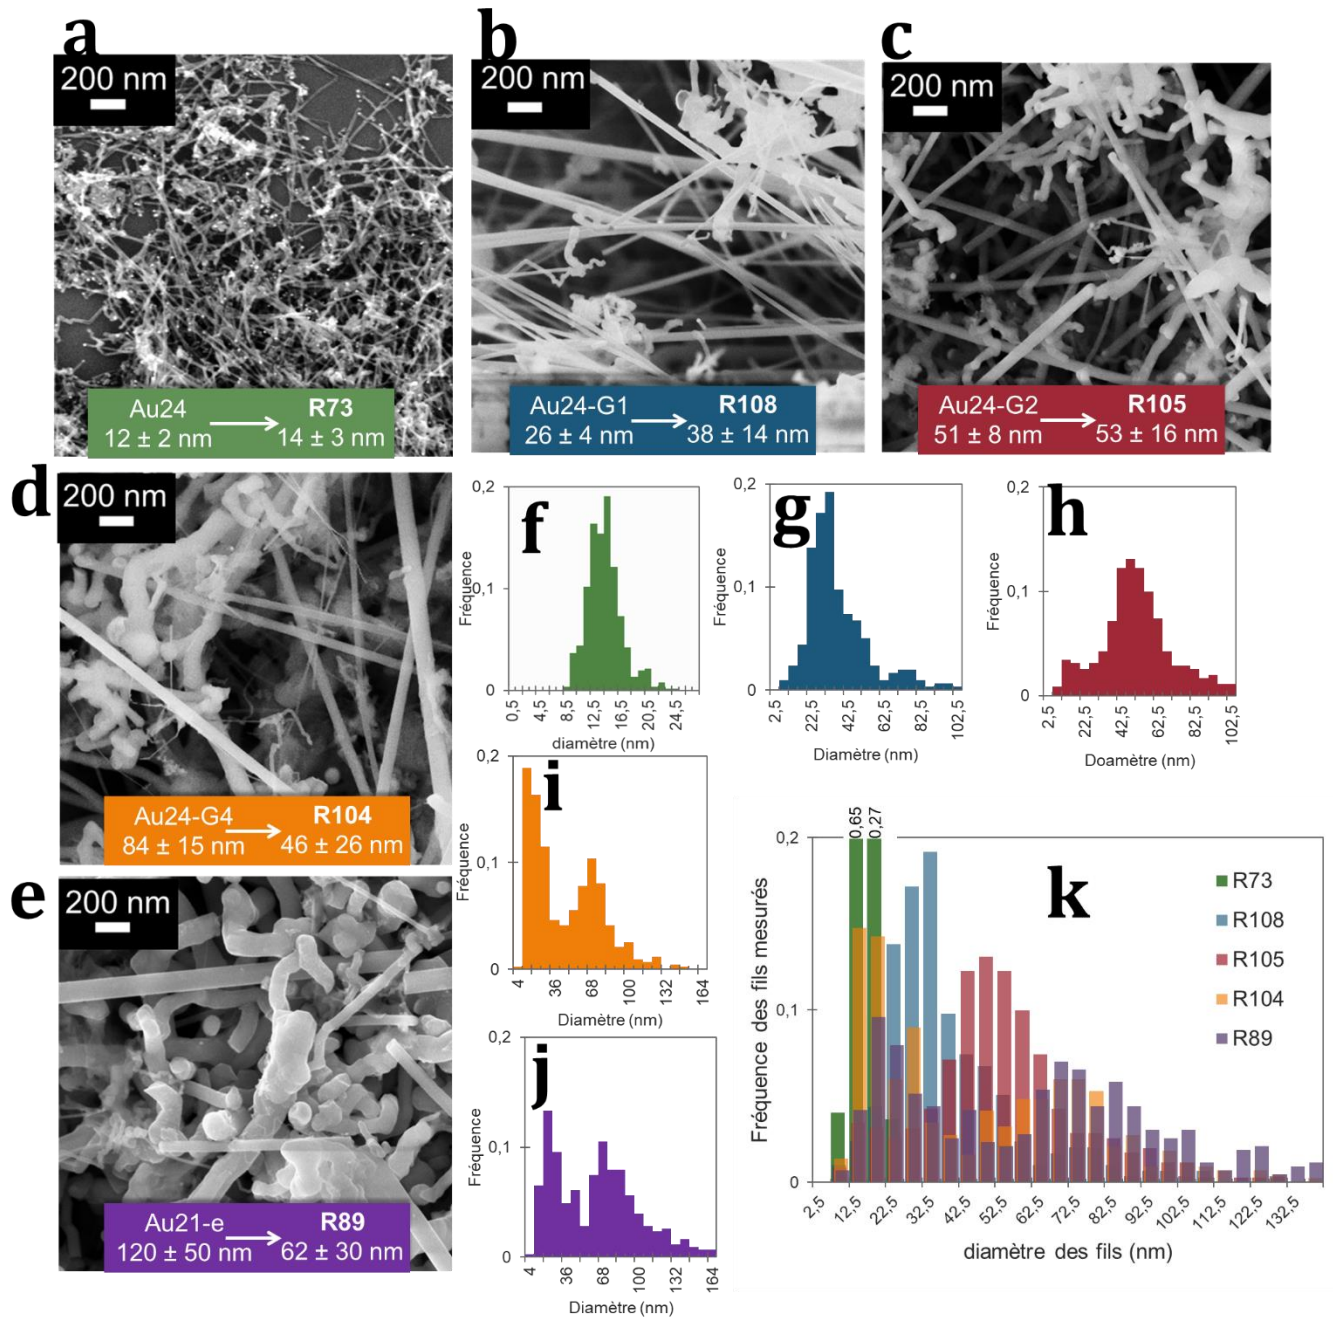 a
200 nm
Au24 → R73
12 ± 2 nm 14 ± 3 nm
b
200 nm
Au24-G1 → R108
26 ± 4 nm 38 ± 14 nm
c
200 nm
Au24-G2 → R105
51 ± 8 nm 53 ± 16 nm
d
200 nm
Au24-G4 → R104
84 ± 15 nm 46 ± 26 nm
e
200 nm
Au21-e → R89
120 ± 50 nm 62 ± 30 nm
f
Fréquence
0,2
0,1
0
0,5 4,5 8,5 12,5 16,5 20,5 24,5
diamètre (nm)
g
Fréquence
0,2
0,1
0
2,5 22,5 42,5 62,5 82,5 102,5
Diamètre (nm)
h
Fréquence
0,2
0,1
0
2,5 22,5 42,5 62,5 82,5 102,5
Doamètre (nm)
i
Fréquence
0,2
0,1
0
4 36 68 100 132 164
Diamètre (nm)
j
Fréquence
0,2
0,1
0
4 36 68 100 132 164
Diamètre (nm)
k
Fréquence des fils mesurés
0,65 0,27
0,2
0,1
0
R73
R108
R105
R104
R89
2,5 12,5 22,5 32,5 42,5 52,5 62,5 72,5 82,5 92,5 102,5 112,5 122,5 132,5
diamètre des fils (nm)